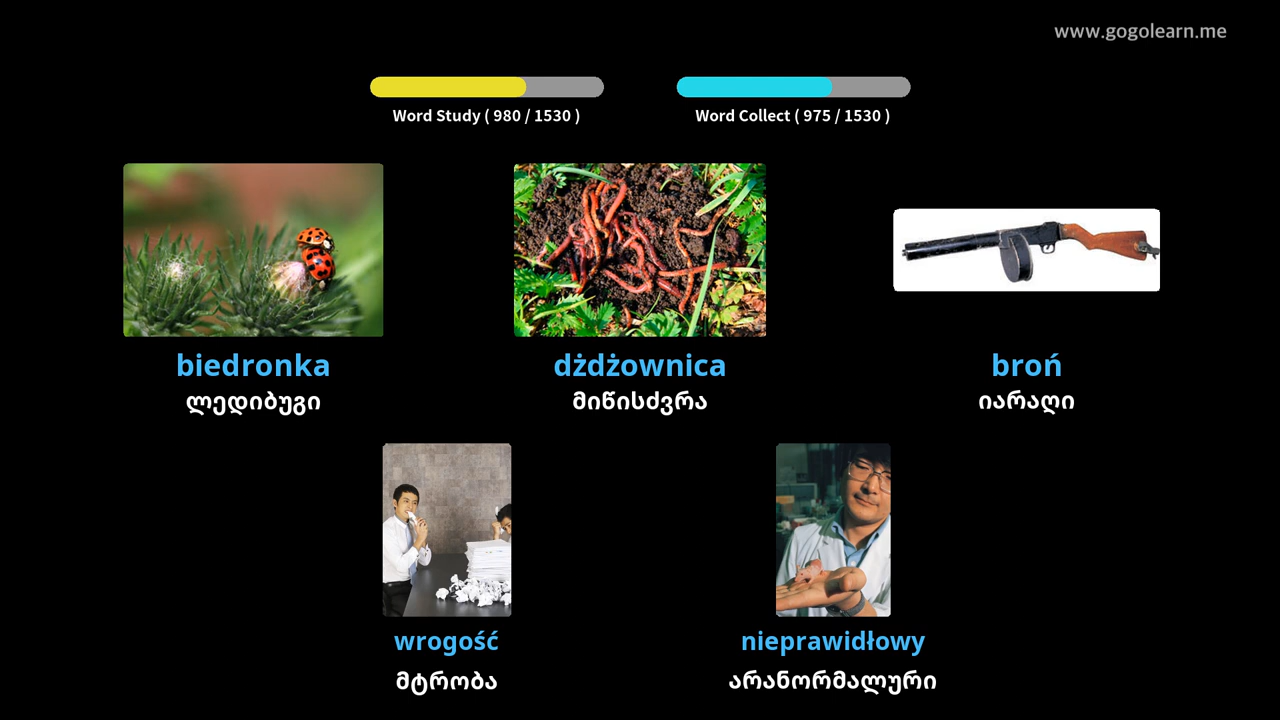 www.gogolearn.me
Word Study ( 980 / 1530 )
Word Collect ( 975 / 1530 )
biedronka
ლედიბუგი
dżdżownica
მიწისძვრა
broń
იარაღი
wrogość
მტრობა
nieprawidłowy
არანორმალური